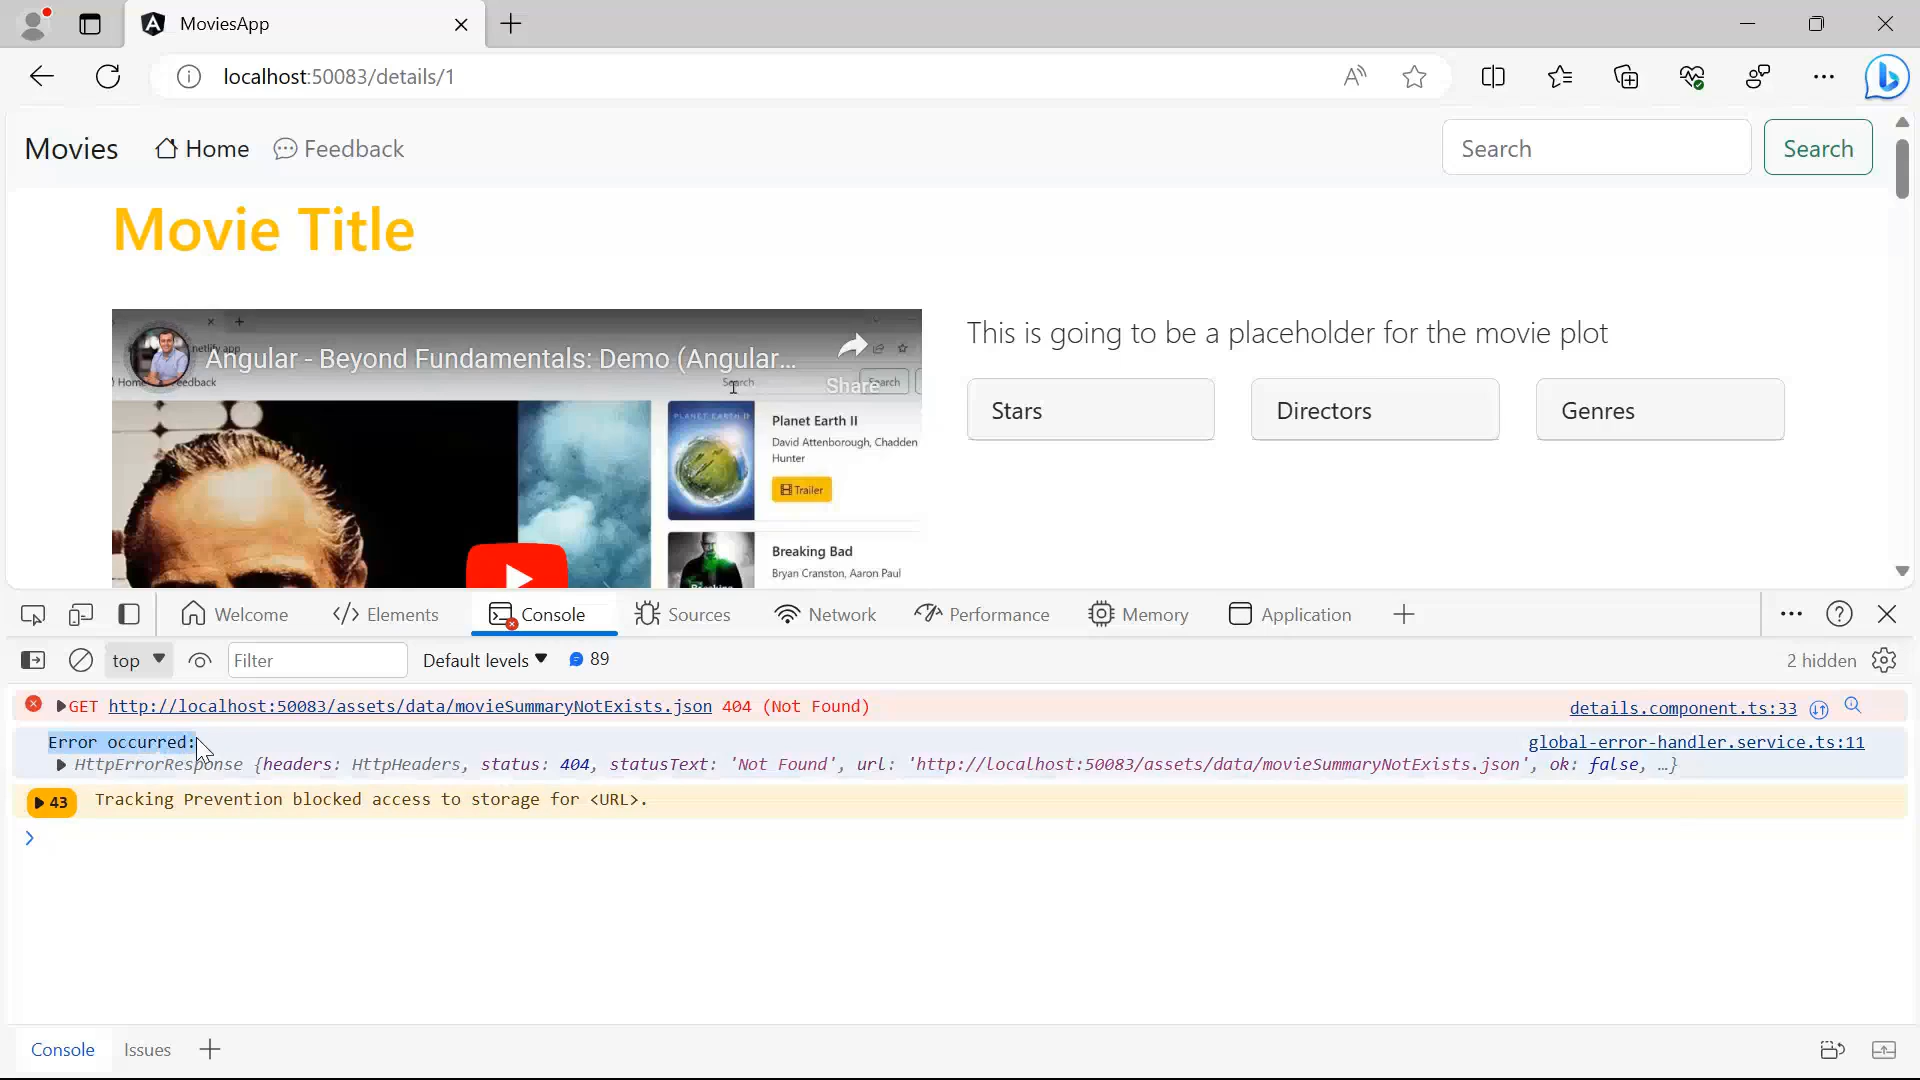 MoviesApp
localhost:50083/details/1
Movies Home Feedback Search Search
Movie Title
Angular - Beyond Fundamentals: Demo (Angular...
Share
Search
Planet Earth II
David Attenborough, Chadden
Hunter
Trailer
Breaking Bad
Bryan Cranston, Aaron Paul
This is going to be a placeholder for the movie plot
Stars Directors Genres
Welcome Elements Console Sources Network Performance Memory Application
top Filter Default levels 89 2 hidden
GET http://localhost:50083/assets/data/movieSummaryNotExists.json 404 (Not Found) details.component.ts:33
Error occurred: global-error-handler.service.ts:11
HttpErrorResponse {headers: HttpHeaders, status: 404, statusText: 'Not Found', url: 'http://localhost:50083/assets/data/movieSummaryNotExists.json', ok: false, …}
43 Tracking Prevention blocked access to storage for <URL>.
Console Issues